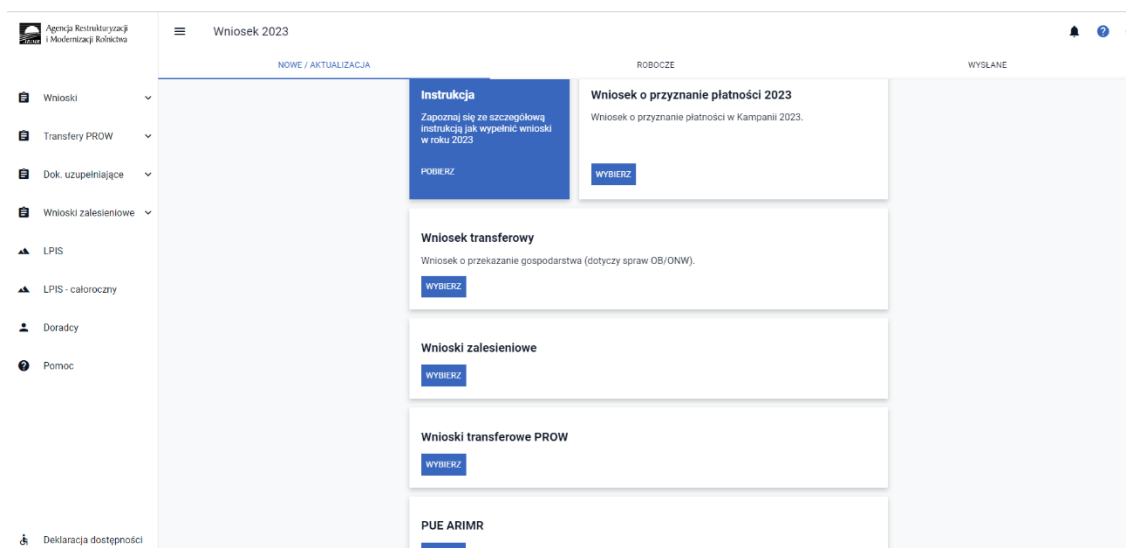 Agencja Restrukturyzacji
i Modernizacji Rolnictwa
Wniosek 2023
NOWE / AKTUALIZACJA
ROBOCZE
WYSŁANE
Wnioski
Transfery PROW
Dok. uzupełniające
Wnioski zalesieniowe
LPIS
LPIS - całoroczny
Doradcy
Pomoc
Deklaracja dostępności
Instrukcja
Zapoznaj się ze szczegółową
instrukcją jak wypełnić wnioski
w roku 2023
POBIERZ
Wniosek o przyznanie płatności 2023
Wniosek o przyznanie płatności w Kampanii 2023.
WYBIERZ
Wniosek transferowy
Wniosek o przekazanie gospodarstwa (dotyczy spraw OB/ONW).
WYBIERZ
Wnioski zalesieniowe
WYBIERZ
Wnioski transferowe PROW
WYBIERZ
PUE ARIMR